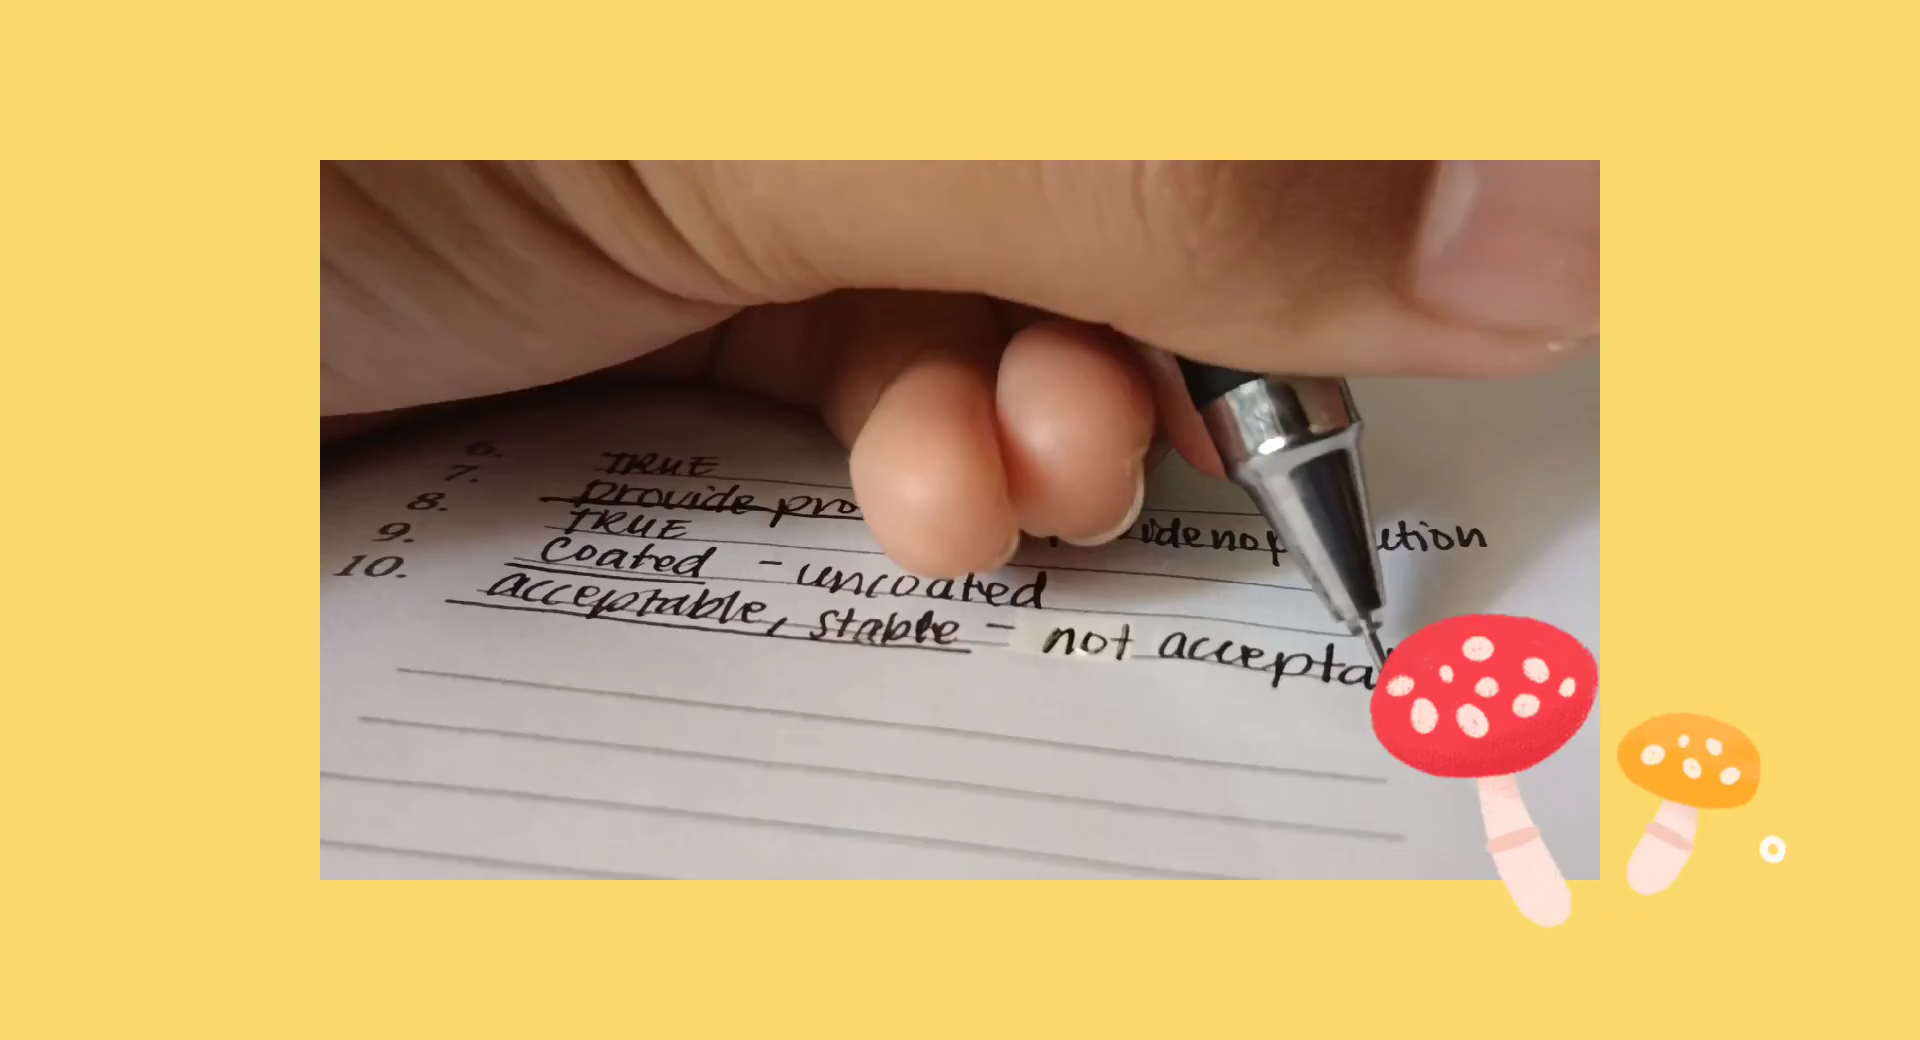 6. TRUE
7. provide pro
8. TRUE
9. coated - uncoated
10. acceptable, stable - not accepta